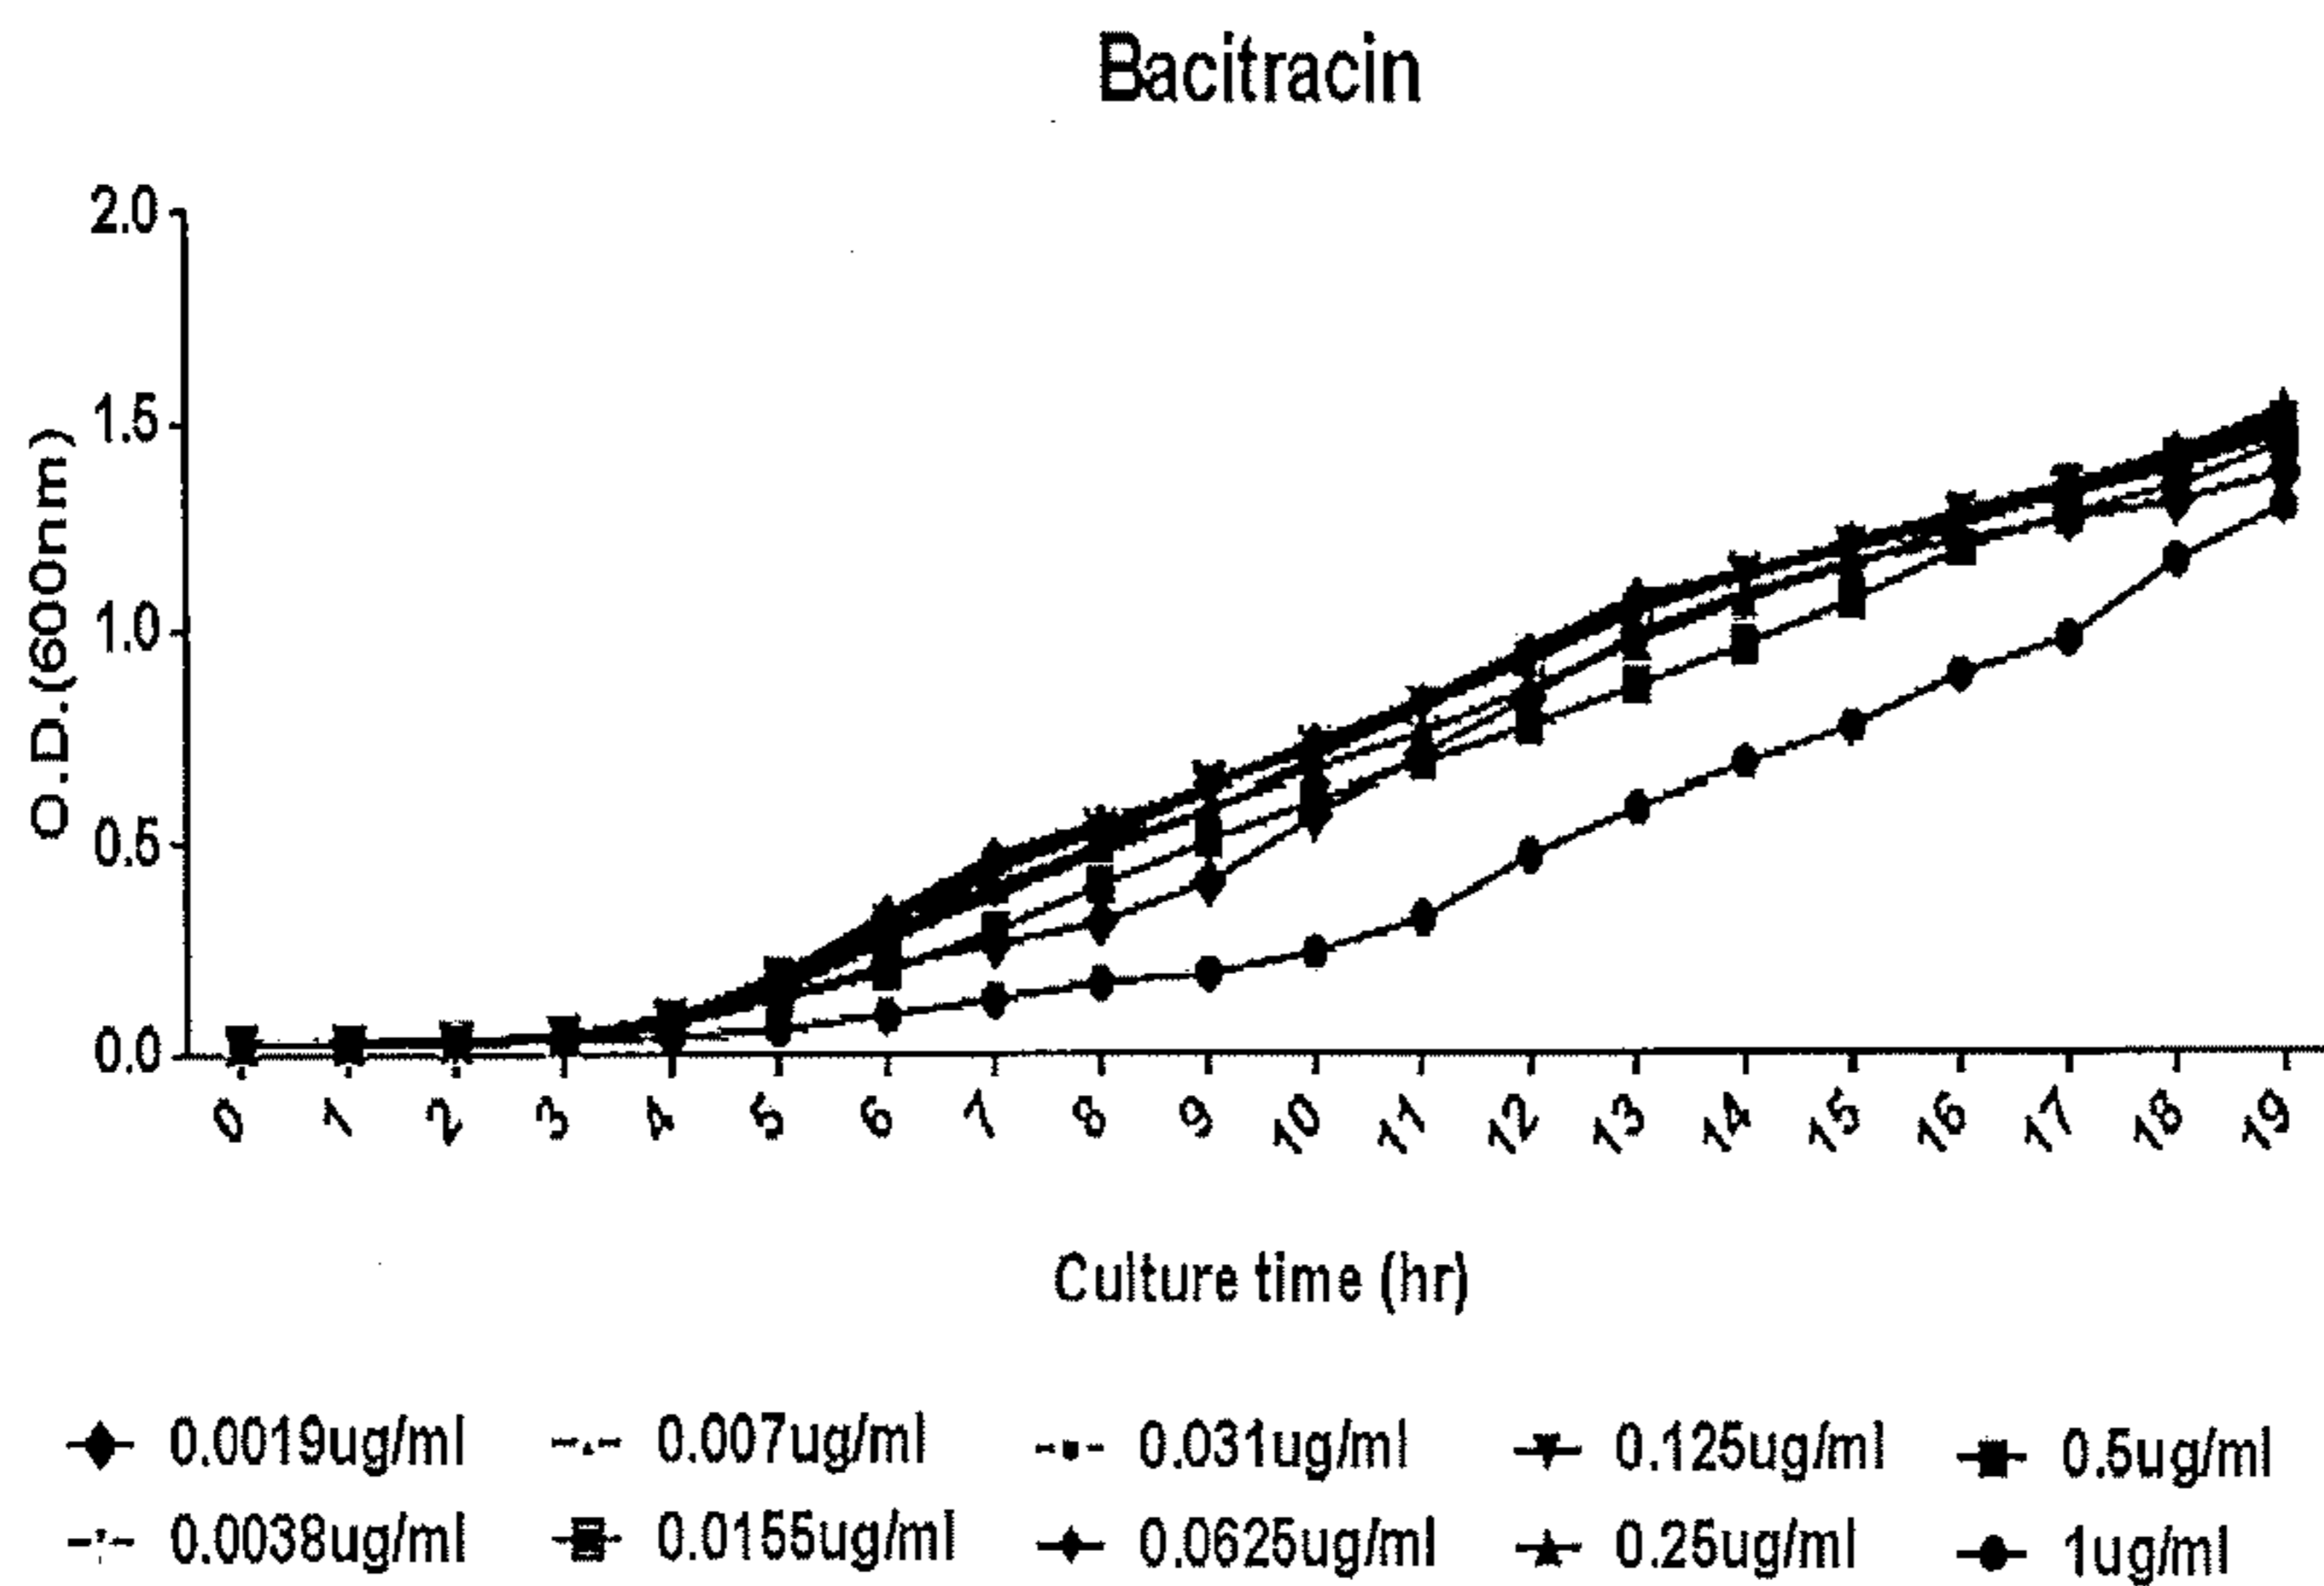 Bacitracin
2.0
1.5
1.0
0.5
0.0
O.D.(600nm)
0 1 2 3 4 5 6 7 8 9 10 11 12 13 14 15 16 17 18 19
Culture time (hr)
0.0019ug/ml 0.007ug/ml 0.031ug/ml 0.125ug/ml 0.5ug/ml
0.0038ug/ml 0.0155ug/ml 0.0625ug/ml 0.25ug/ml 1ug/ml